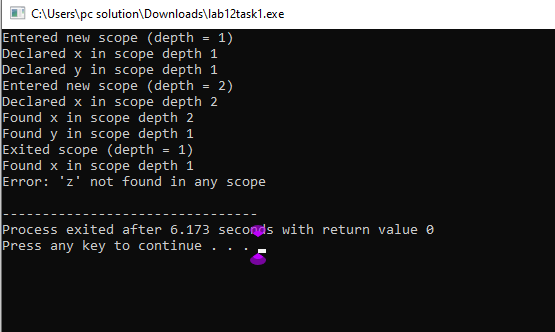 C:\Users\pc solution\Downloads\lab12task1.exe
Entered new scope (depth = 1)
Declared x in scope depth 1
Declared y in scope depth 1
Entered new scope (depth = 2)
Declared x in scope depth 2
Found x in scope depth 2
Found y in scope depth 1
Exited scope (depth = 1)
Found x in scope depth 1
Error: 'z' not found in any scope
--------------------------------
Process exited after 6.173 seconds with return value 0
Press any key to continue . . .